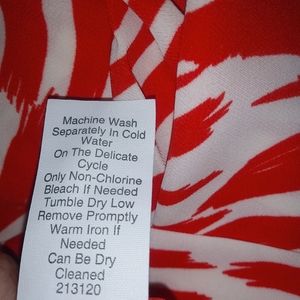 Machine Wash
Separately In Cold
Water
On The Delicate
Cycle
Only Non-Chlorine
Bleach If Needed
Tumble Dry Low
Remove Promptly
Warm Iron If
Needed
Can Be Dry
Cleaned
213120